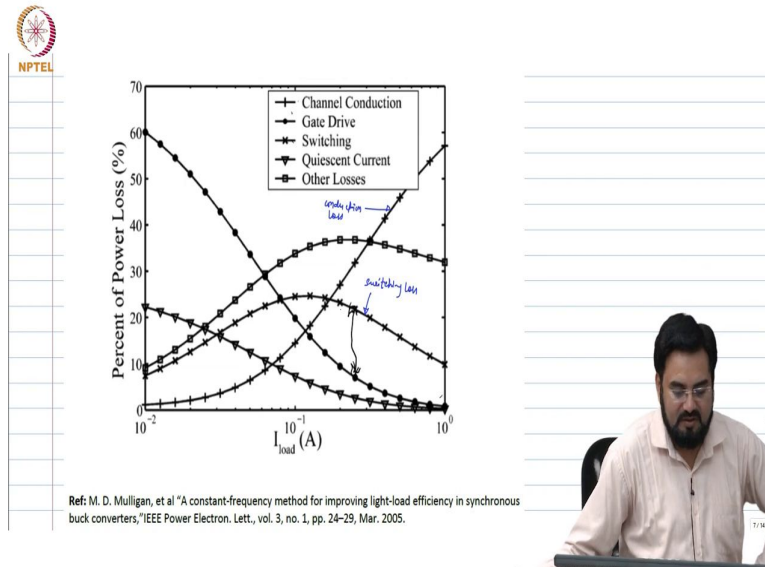 NPTEL
70
60
50
40
30
20
10
0
Percent of Power Loss (%)
Channel Conduction
Gate Drive
Switching
Quiescent Current
Other Losses
conduction
loss
switching loss
10⁻²
10⁻¹
10⁰
I_load (A)
Ref: M. D. Mulligan, et al "A constant-frequency method for improving light-load efficiency in synchronous
buck converters,"IEEE Power Electron. Lett., vol. 3, no. 1, pp. 24–29, Mar. 2005.
7/14